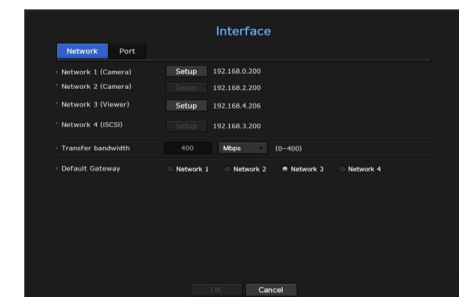 Interface
Network Port
· Network 1 (Camera) Setup 192.168.0.200
· Network 2 (Camera) Setup 192.168.2.200
· Network 3 (Viewer) Setup 192.168.4.206
· Network 4 (iSCSI) Setup 192.168.3.200
· Transfer bandwidth 400 Mbps (0~400)
· Default Gateway Network 1 Network 2 Network 3 Network 4
OK Cancel